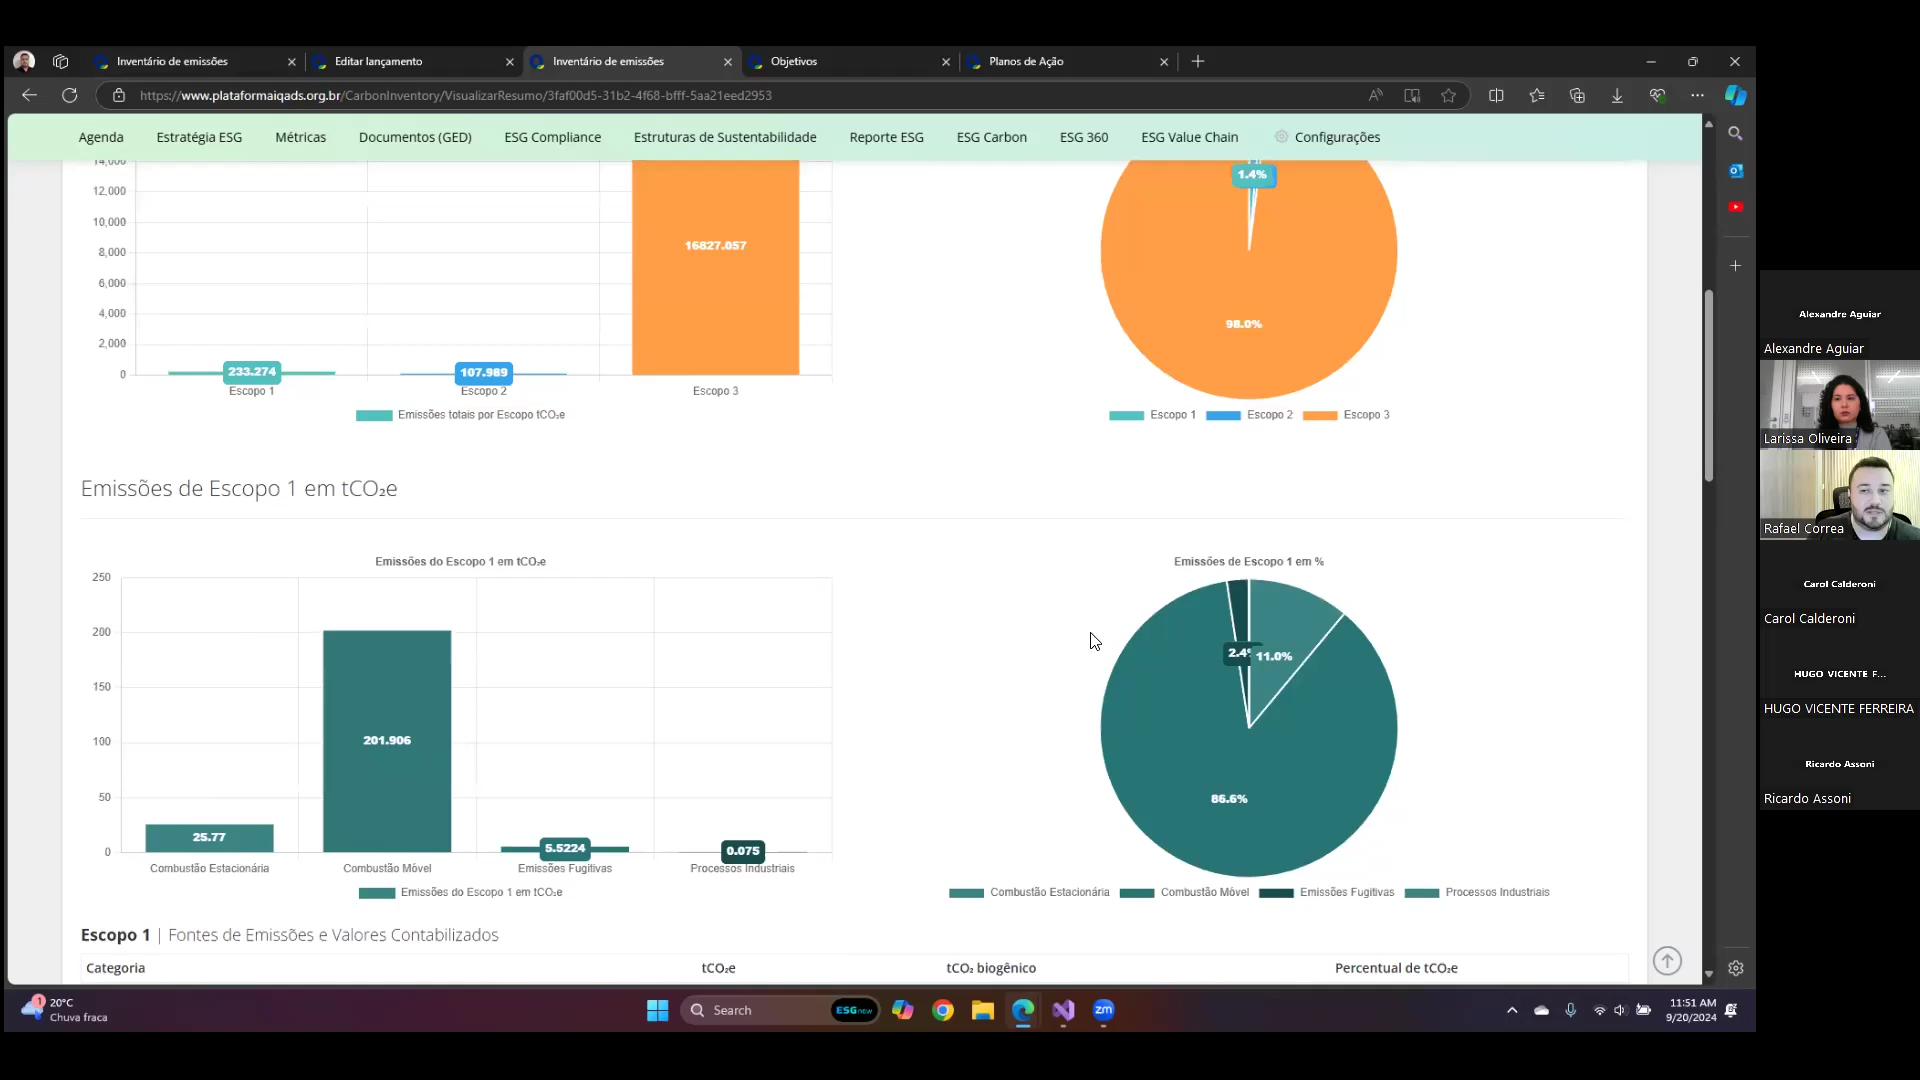 Inventário de emissões
Editar lançamento
Inventário de emissões
Objetivos
Planos de Ação
https://www.plataformaiqads.org.br/CarbonInventory/VisualizarResumo/3faf00d5-31b2-4f68-bfff-5aa21eed2953
Agenda
Estratégia ESG
Métricas
Documentos (GED)
ESG Compliance
Estruturas de Sustentabilidade
Reporte ESG
ESG Carbon
ESG 360
ESG Value Chain
Configurações
14,000
12,000
10,000
8,000
6,000
4,000
2,000
0
233.274
107.989
16827.057
Escopo 1
Escopo 2
Escopo 3
Emissões totais por Escopo tCO₂e
1.4%
98.0%
Escopo 1
Escopo 2
Escopo 3
Emissões de Escopo 1 em tCO₂e
Emissões do Escopo 1 em tCO₂e
250
200
150
100
50
0
25.77
201.906
5.5224
0.075
Combustão Estacionária
Combustão Móvel
Emissões Fugitivas
Processos Industriais
Emissões do Escopo 1 em tCO₂e
Emissões de Escopo 1 em %
11.0%
86.6%
Combustão Estacionária
Combustão Móvel
Emissões Fugitivas
Processos Industriais
Escopo 1 | Fontes de Emissões e Valores Contabilizados
Categoria
tCO₂e
tCO₂ biogênico
Percentual de tCO₂e
Alexandre Aguiar
Alexandre Aguiar
Larissa Oliveira
Rafael Correa
Carol Calderoni
Carol Calderoni
HUGO VICENTE F...
HUGO VICENTE FERREIRA
Ricardo Assoni
Ricardo Assoni
1
20°C
Chuva fraca
Search
ESGnow
zm
11:51 AM
9/20/2024